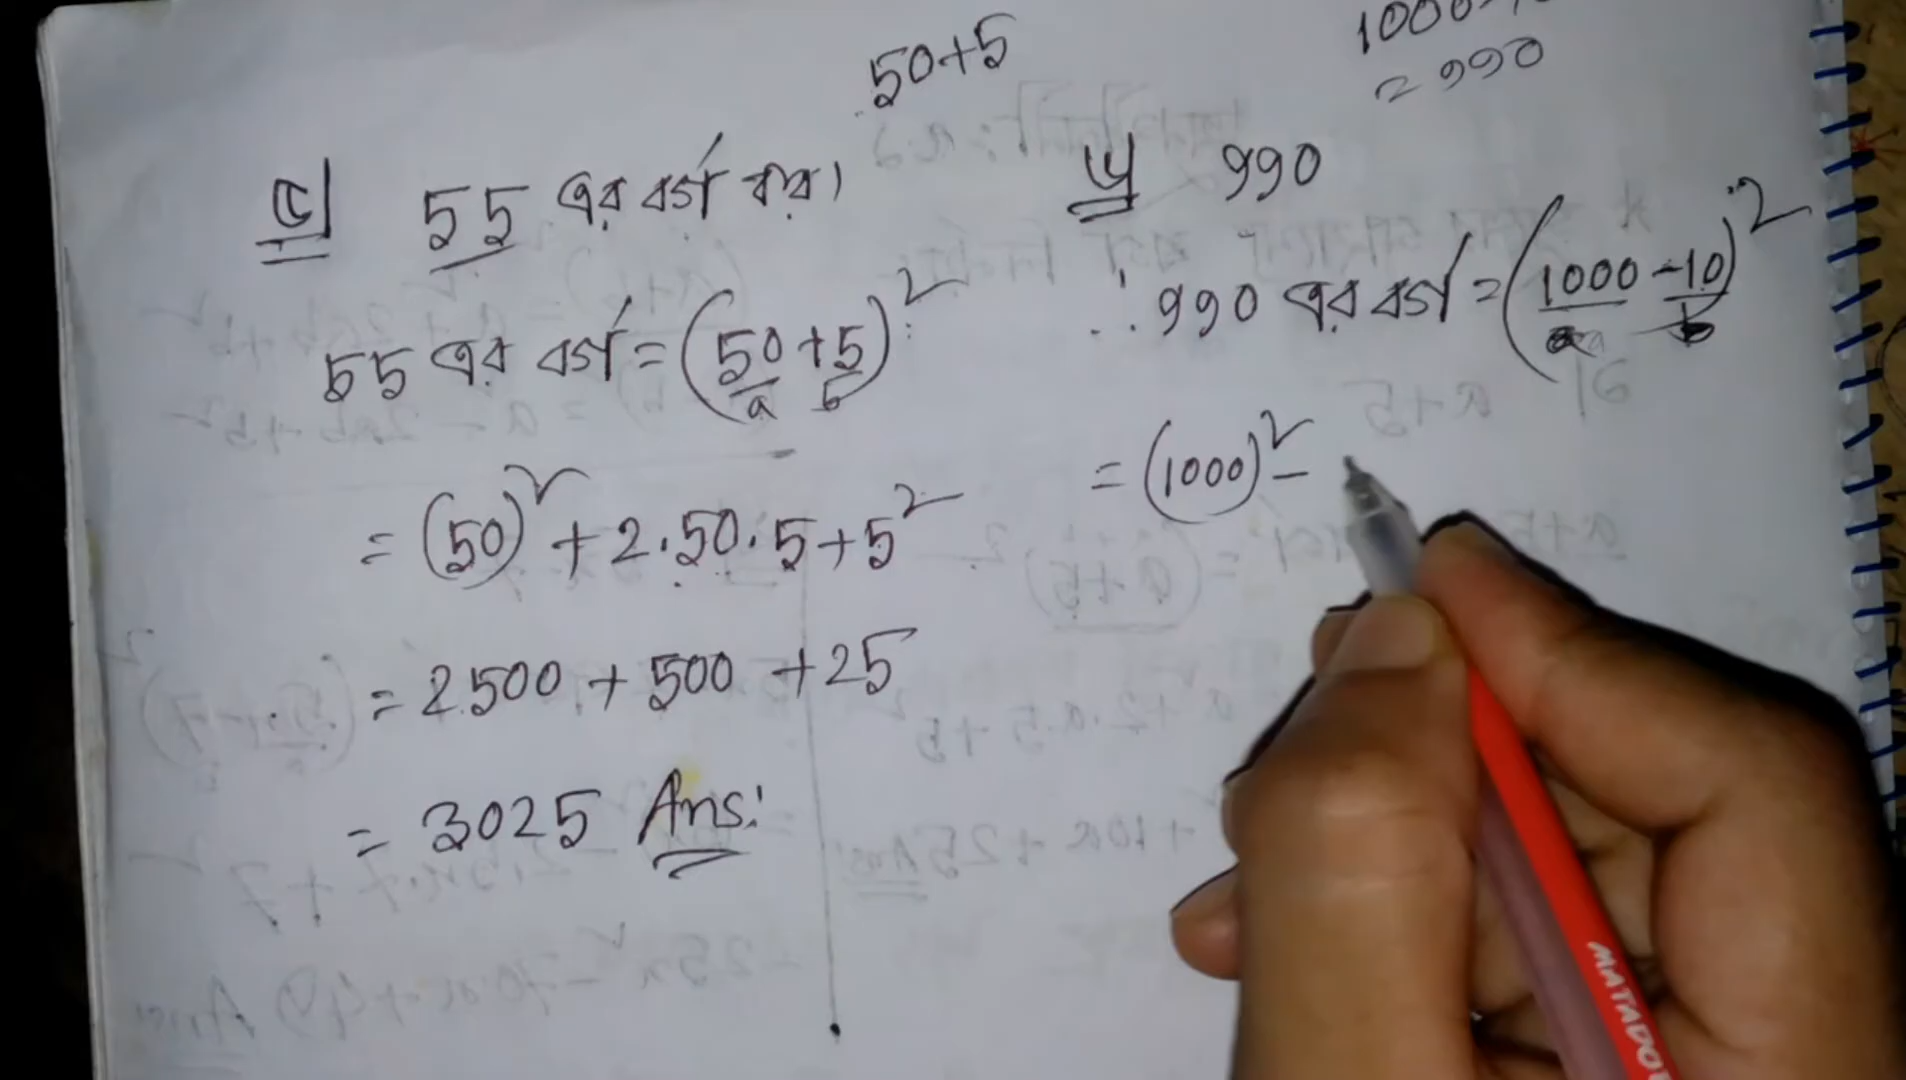 50+5
1000-10
= 990
55 এর বর্গ কর।
55 এর বর্গ = (50+5)²
a b
= (50)² + 2.50.5+5²
= 2500 + 500 + 25
= 3025 Ans:
990
∴ 990 এর বর্গ = (1000-10)²
a b
= (1000)² -
MATADO